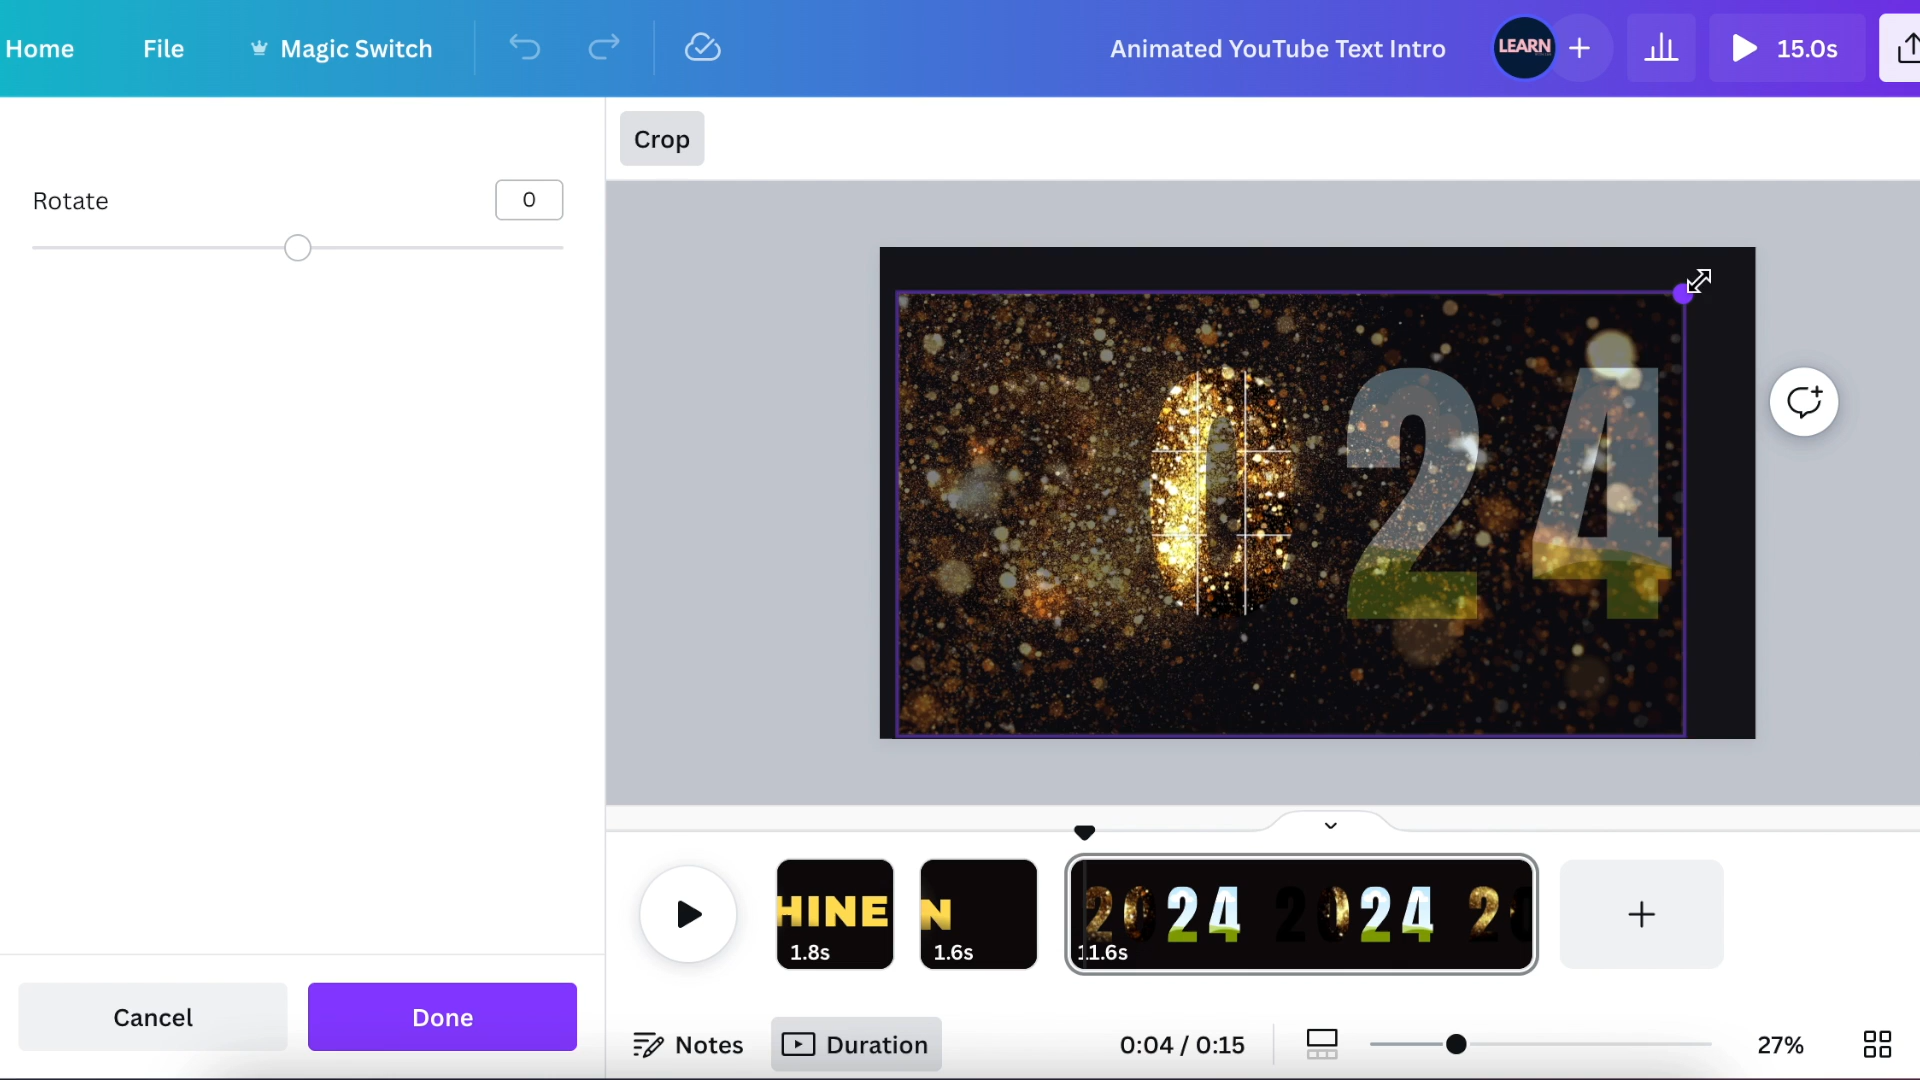 Home File Magic Switch Animated YouTube Text Intro LEARN 15.0s
Crop
Rotate 0
024
HINE N 2024 2024 20
1.8s 1.6s 11.6s
Cancel Done
Notes Duration 0:04 / 0:15 27%